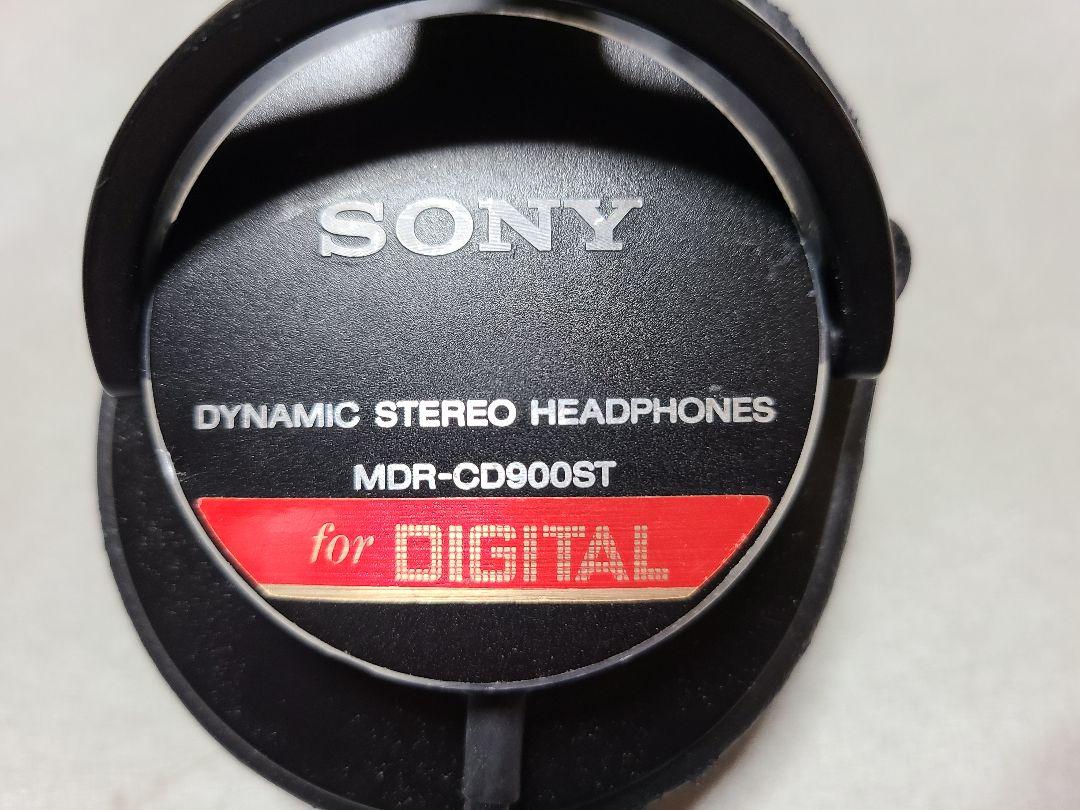 SONY
DYNAMIC STEREO HEADPHONES
MDR-CD900ST
for DIGITAL